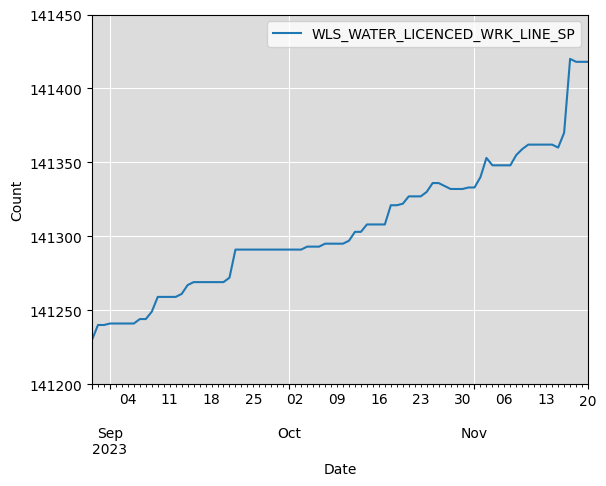 WLS_WATER_LICENCED_WRK_LINE_SP
141450
141400
141350
141300
141250
141200
Count
04 11 18 25 02 09 16 23 30 06 13 20
Sep Oct Nov
2023
Date